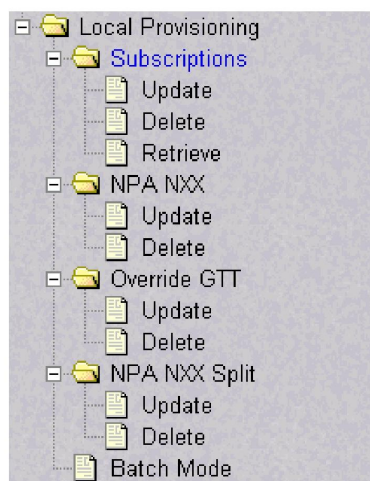 Local Provisioning
Subscriptions
Update
Delete
Retrieve
NPA NXX
Update
Delete
Override GTT
Update
Delete
NPA NXX Split
Update
Delete
Batch Mode